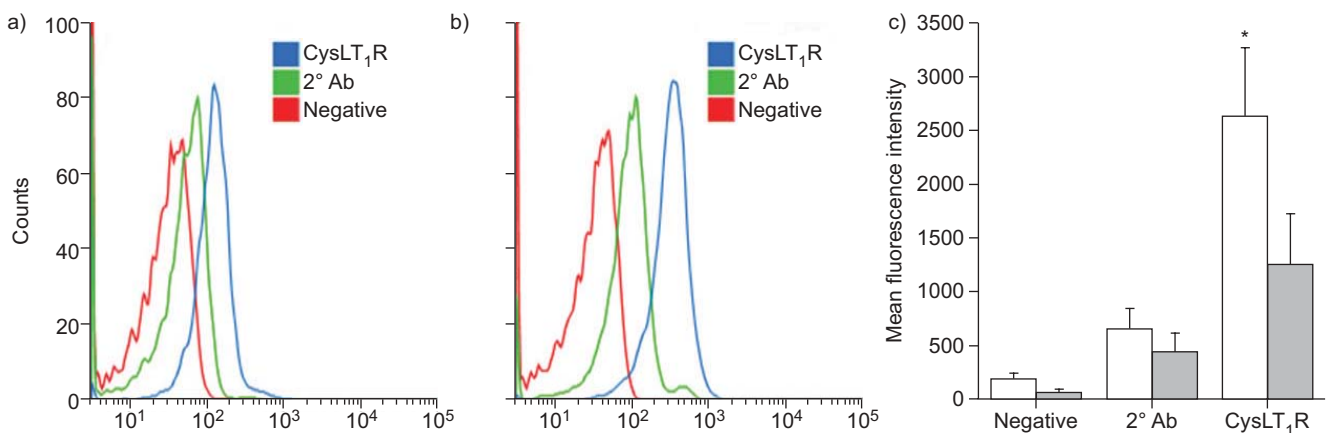 a)
100
80
60
40
20
0
Counts
CysLT₁R
2° Ab
Negative
10¹
10²
10³
10⁴
10⁵
b)
CysLT₁R
2° Ab
Negative
10¹
10²
10³
10⁴
10⁵
c)
3500
3000
2500
2000
1500
1000
500
0
Mean fluorescence intensity
*
Negative
2° Ab
CysLT₁R